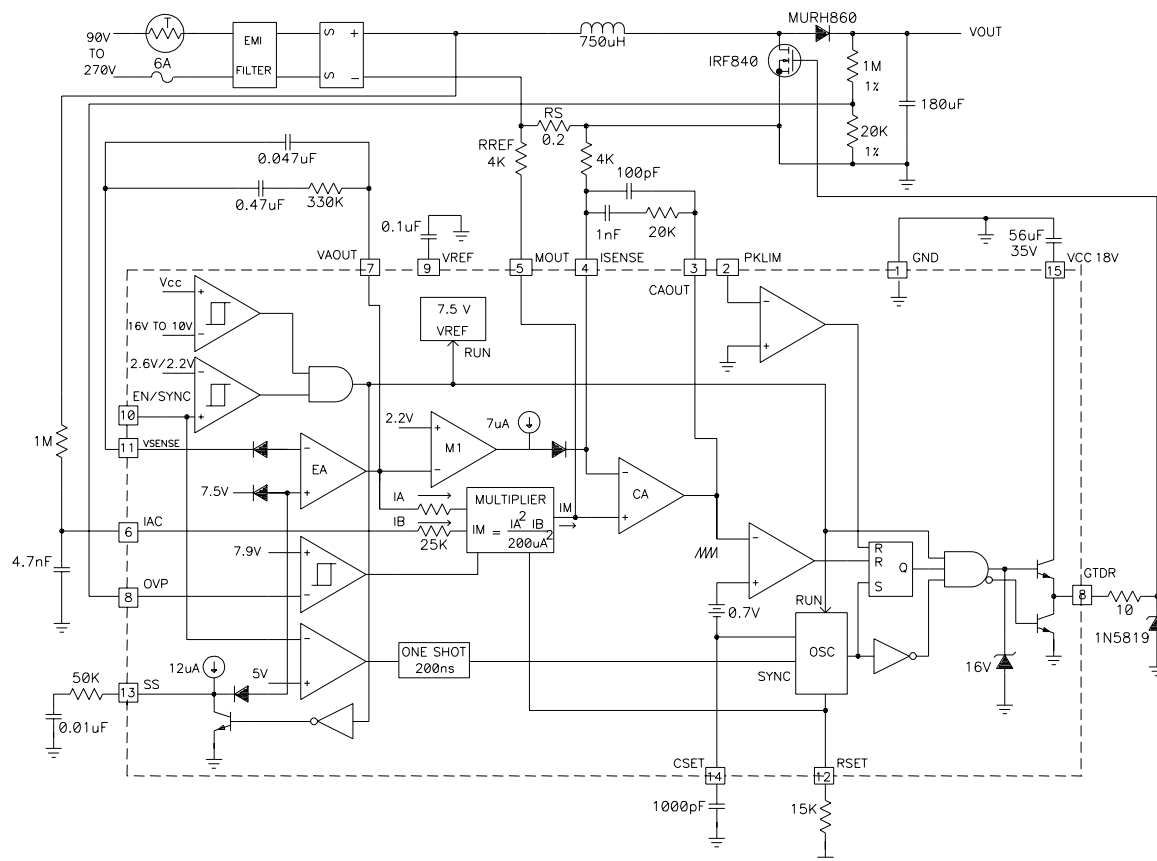 MURH860
VOUT
90V
TO
270V
T
6A
EMI
FILTER
S
S
+
–
750uH
IRF840
1M
1%
180uF
20K
1%
RS
0.2
RREF
4K
4K
0.047uF
0.47uF
330K
100pF
1nF
20K
0.1uF
56uF
35V
VAOUT
7
9
VREF
5
MOUT
4
ISENSE
3
CAOUT
2
PKLIM
1
GND
15
VCC 18V
Vcc
+
16V TO 10V
–
2.6V/2.2V
–
EN/SYNC
10
+
7.5 V
VREF
RUN
11
VSENSE
–
EA
7.5V
+
2.2V
+
M1
–
7uA
–
+
–
CA
+
1M
IA
IB
25K
MULTIPLIER
IM = IA IB
2
200uA
2
IM
6
IAC
4.7nF
7.9V
+
–
8
OVP
–
+
0.7V
R
R
S
Q
RUN
OSC
SYNC
GTDR
8
10
1N5819
16V
–
5V
+
ONE SHOT
200ns
12uA
50K
13
SS
0.01uF
CSET
14
1000pF
12
RSET
15K